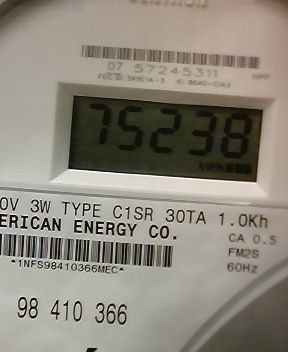 07 57245311
75238
kWh
0V 3W TYPE C1SR 30TA 1.0Kh
ERICAN ENERGY CO.
CA 0.5
FM2S
60Hz
*1NFS98410366MEC*
98 410 366